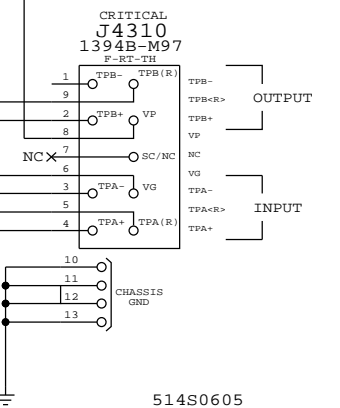 CRITICAL
J4310
1394B-M97
F-RT-TH
1 TPB- TPB(R) TPB-
9 TPB<R> OUTPUT
2 TPB+ VP TPB+
8 VP
NC 7 SC/NC NC
6 VG
3 TPA- VG TPA-
5 TPA<R> INPUT
4 TPA+ TPA(R) TPA+
10
11 CHASSIS
12 GND
13
514S0605